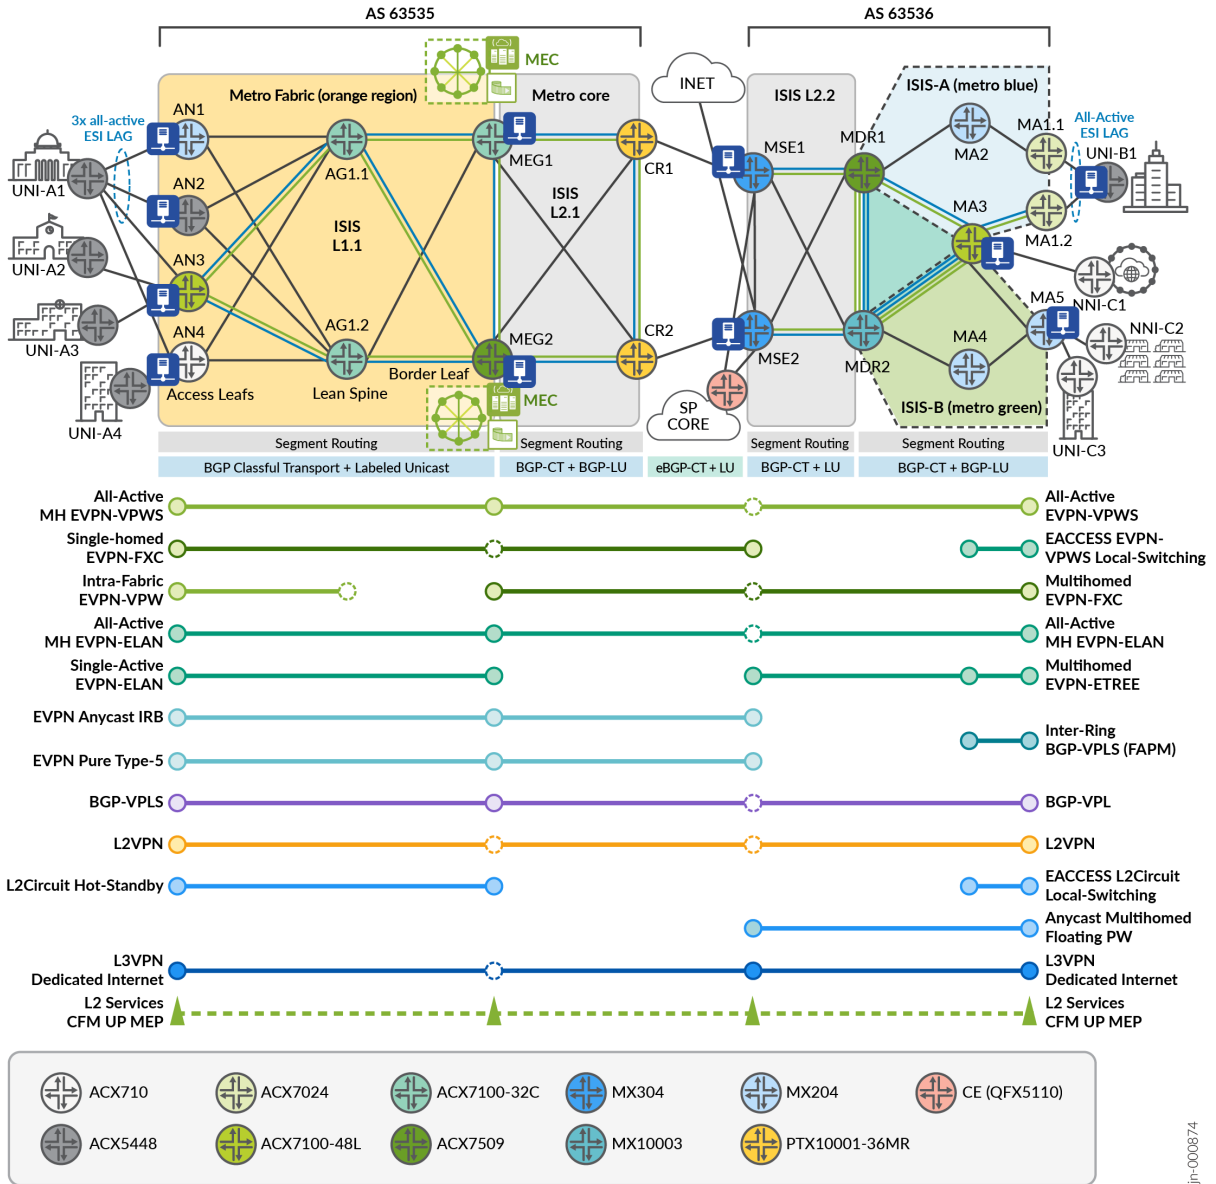 AS 63535
AS 63536
MEC
INET
Metro Fabric (orange region)
Metro core
ISIS L2.2
ISIS-A (metro blue)
3x all-active
ESI LAG
AN1
All-Active
ESI LAG
MA1.1
MDR1
MSE1
MA2
UNI-B1
MEG1
CR1
AG1.1
AN2
UNI-A1
ISIS
L2.1
ISIS
L1.1
MA3
MA1.2
AN3
UNI-A2
NNI-C1
MA5
AG1.2
AN4
MEG2
CR2
MSE2
MDR2
MA4
NNI-C2
UNI-A3
Border Leaf
Access Leafs
Lean Spine
MEC
SP
CORE
ISIS-B (metro green)
UNI-A4
UNI-C3
Segment Routing
Segment Routing
Segment Routing
Segment Routing
BGP Classful Transport + Labeled Unicast
BGP-CT + BGP-LU
eBGP-CT + LU
BGP-CT + LU
BGP-CT + BGP-LU
All-Active
MH EVPN-VPWS
All-Active
EVPN-VPWS
Single-homed
EVPN-FXC
EACCESS EVPN-
VPWS Local-Switching
Intra-Fabric
EVPN-VPW
Multihomed
EVPN-FXC
All-Active
MH EVPN-ELAN
All-Active
MH EVPN-ELAN
Single-Active
EVPN-ELAN
Multihomed
EVPN-ETREE
EVPN Anycast IRB
Inter-Ring
BGP-VPLS (FAPM)
EVPN Pure Type-5
BGP-VPLS
BGP-VPL
L2VPN
L2VPN
L2Circuit Hot-Standby
EACCESS L2Circuit
Local-Switching
Anycast Multihomed
Floating PW
L3VPN
Dedicated Internet
L3VPN
Dedicated Internet
L2 Services
CFM UP MEP
L2 Services
CFM UP MEP
ACX710
ACX7024
ACX7100-32C
MX304
MX204
CE (QFX5110)
ACX5448
ACX7100-48L
ACX7509
MX10003
PTX10001-36MR
jn-000874